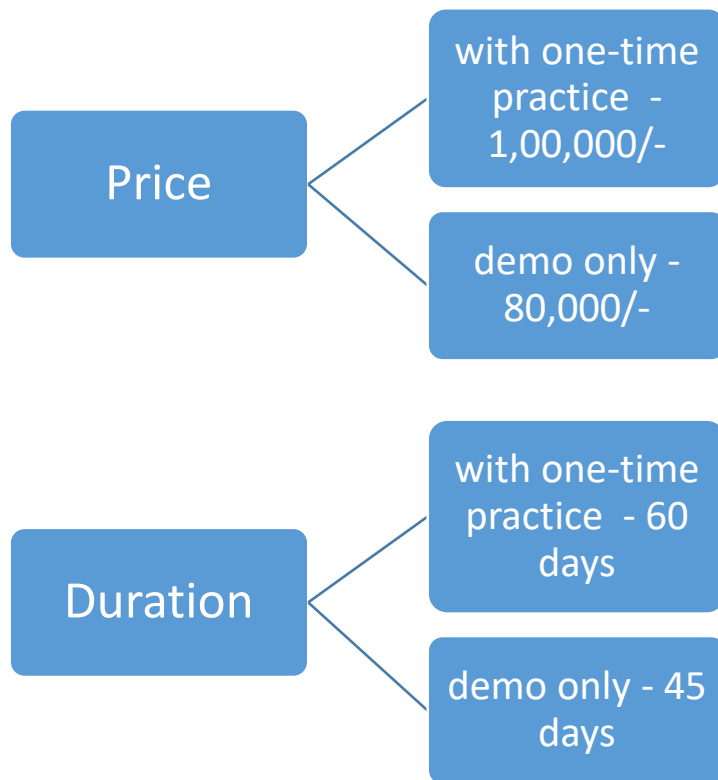 Price
with one-time
practice  -
1,00,000/-
demo only -
80,000/-
Duration
with one-time
practice  - 60
days
demo only - 45
days